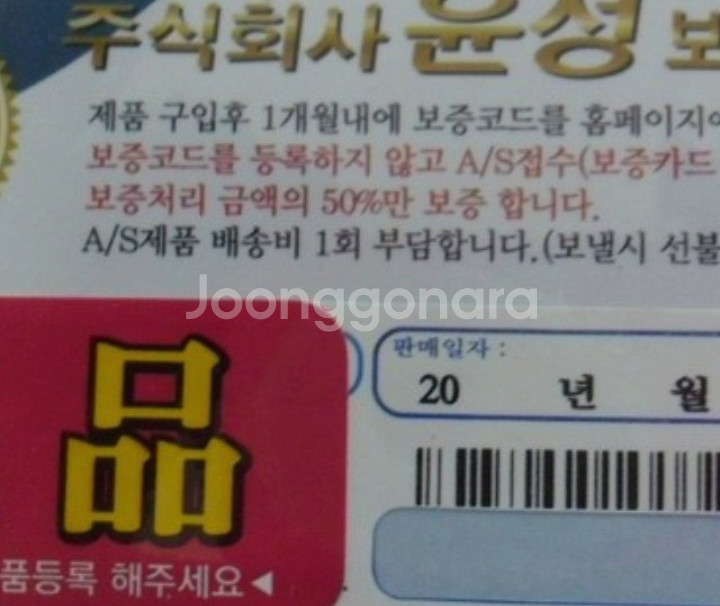 주식회사 윤성 보
제품 구입후 1개월내에 보증코드를 홈페이지에
보증코드를 등록하지 않고 A/S접수(보증카드
보증처리 금액의 50%만 보증 합니다.
A/S제품 배송비 1회 부담합니다.(보낼시 선불
Joonggonara
판매일자 :
20 년 월
品
품등록 해주세요◀